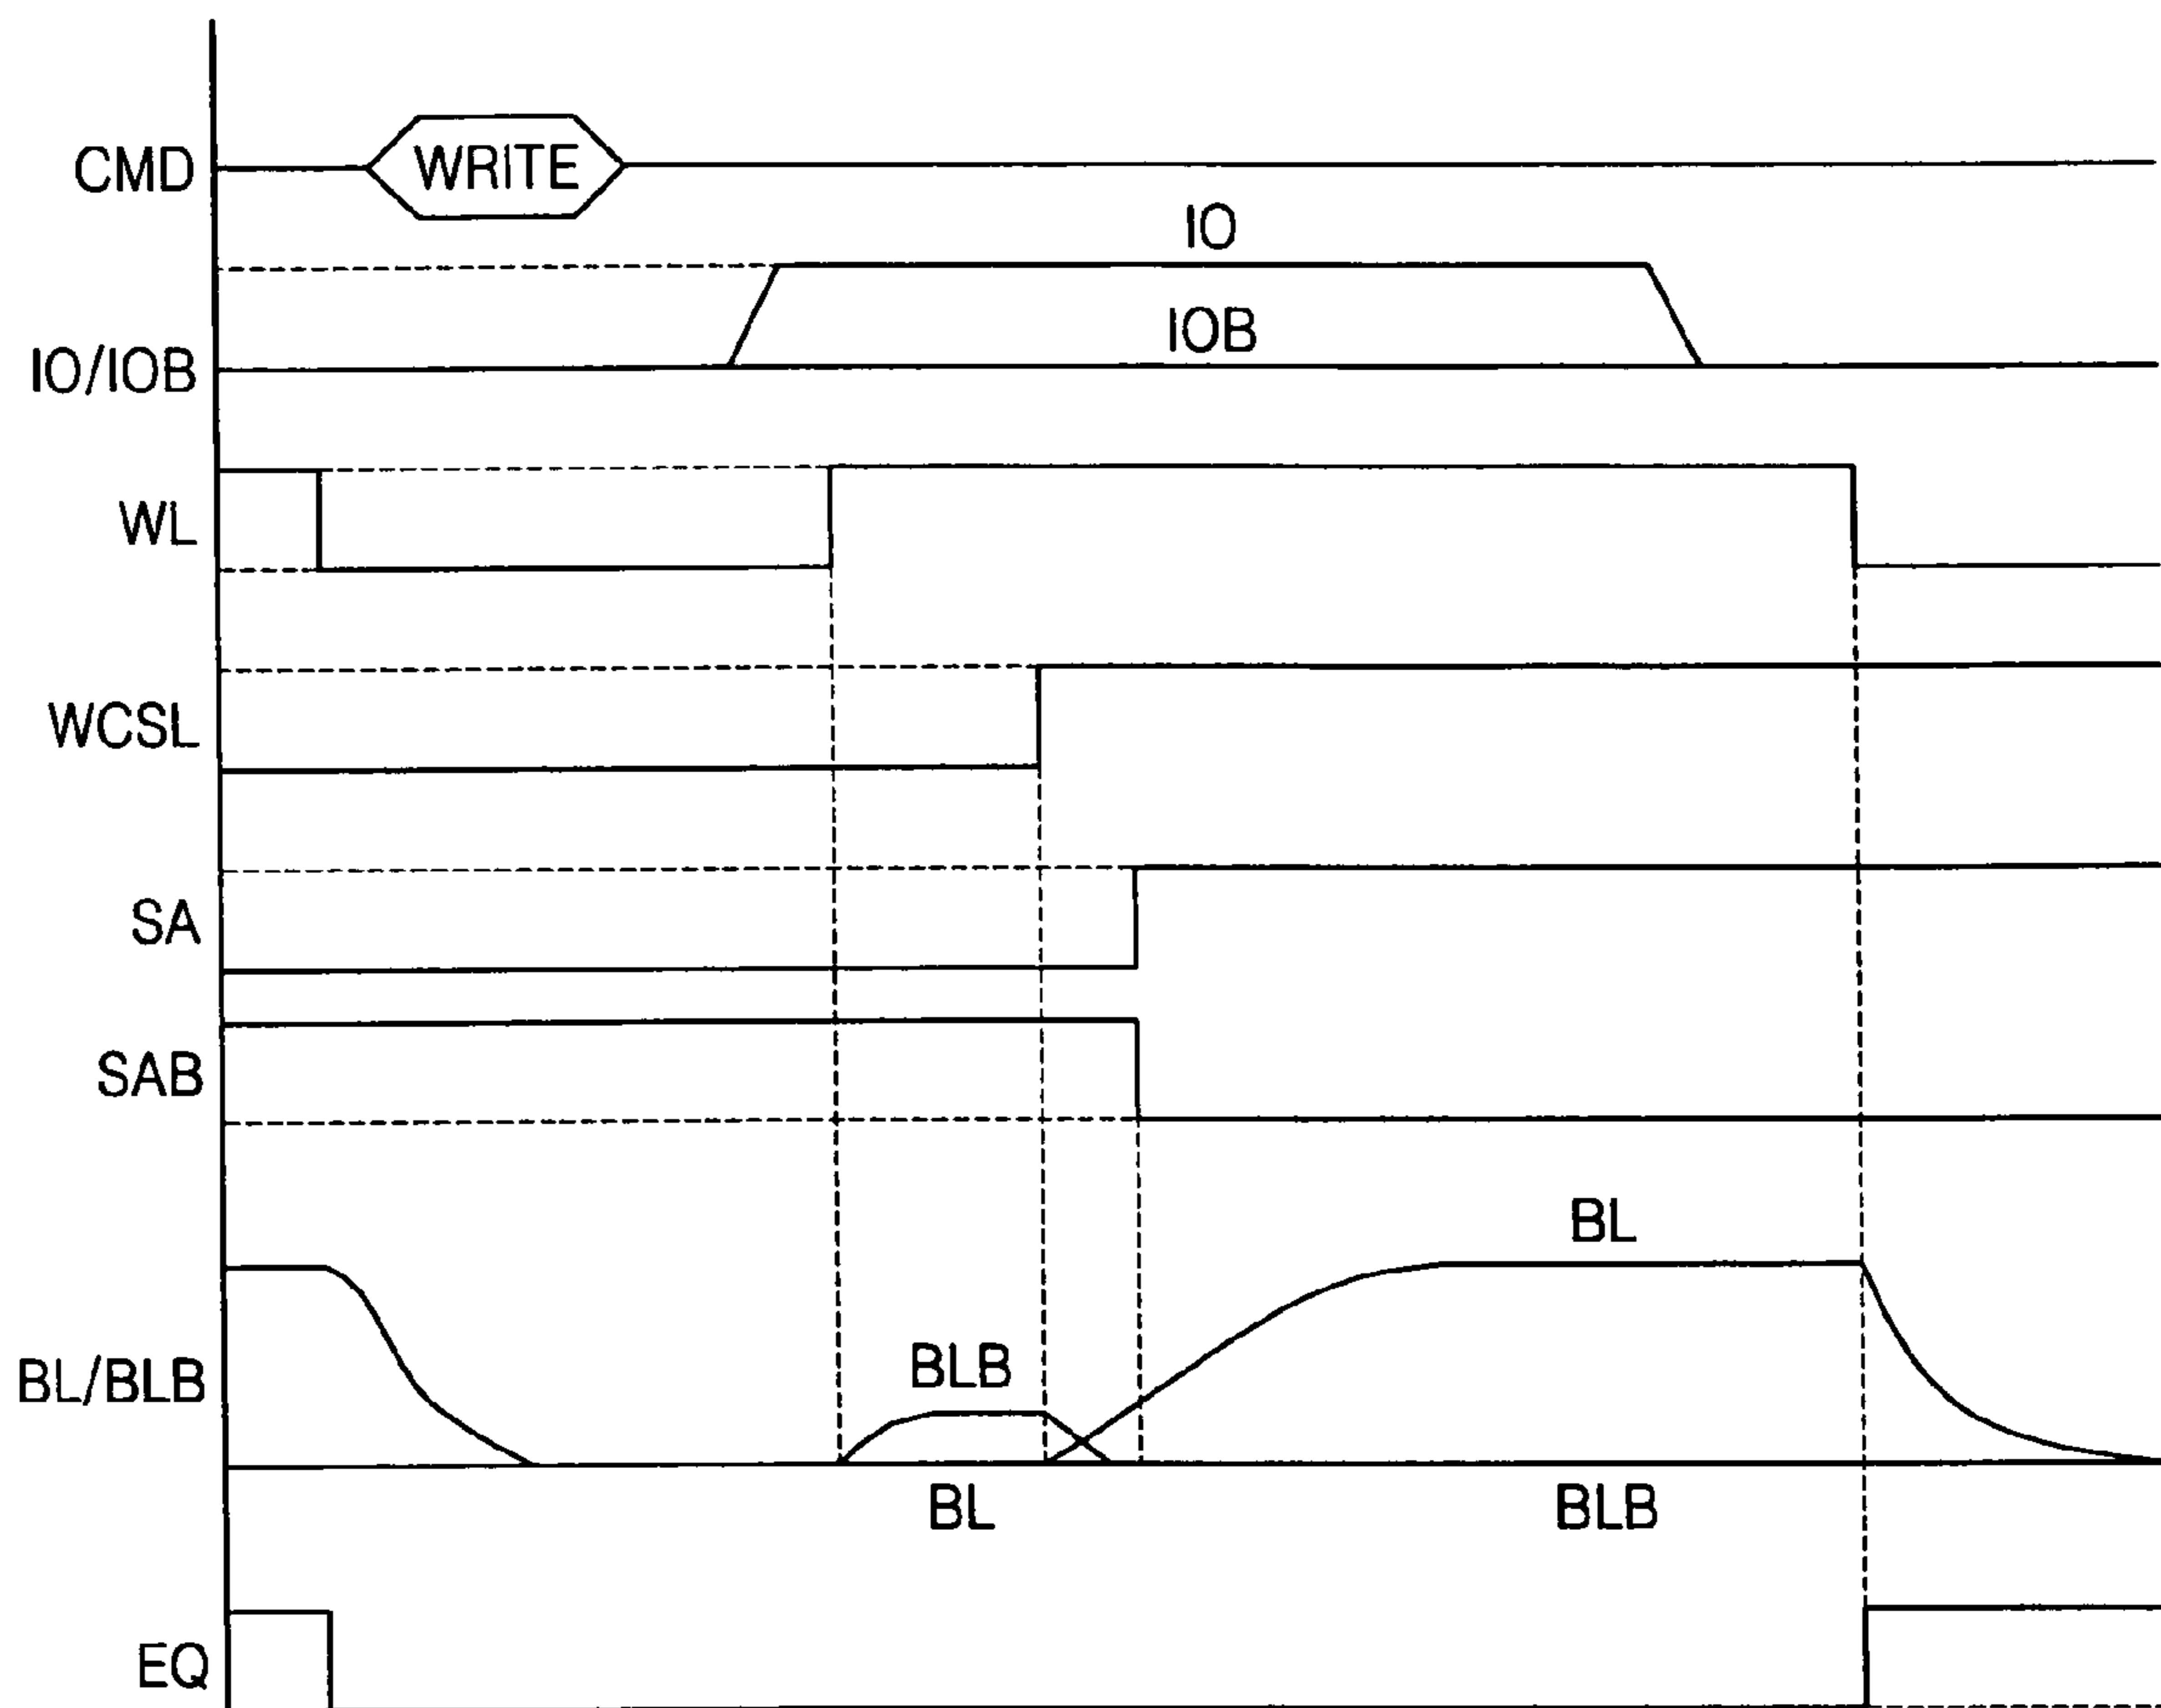 CMD
WRITE
IO
IO/IOB
IOB
WL
WCSL
SA
SAB
BL
BL/BLB
BLB
BL
BLB
EQ